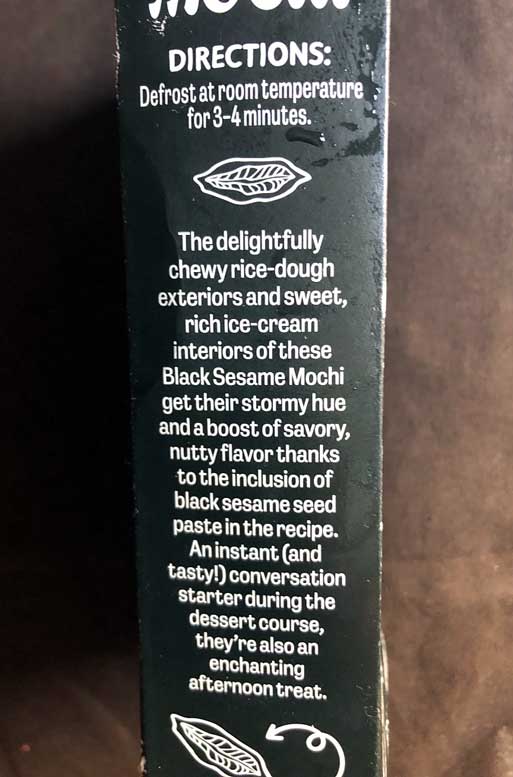 DIRECTIONS:
Defrost at room temperature
for 3–4 minutes.
The delightfully
chewy rice-dough
exteriors and sweet,
rich ice-cream
interiors of these
Black Sesame Mochi
get their stormy hue
and a boost of savory,
nutty flavor thanks
to the inclusion of
black sesame seed
paste in the recipe.
An instant (and
tasty!) conversation
starter during the
dessert course,
they're also an
enchanting
afternoon treat.